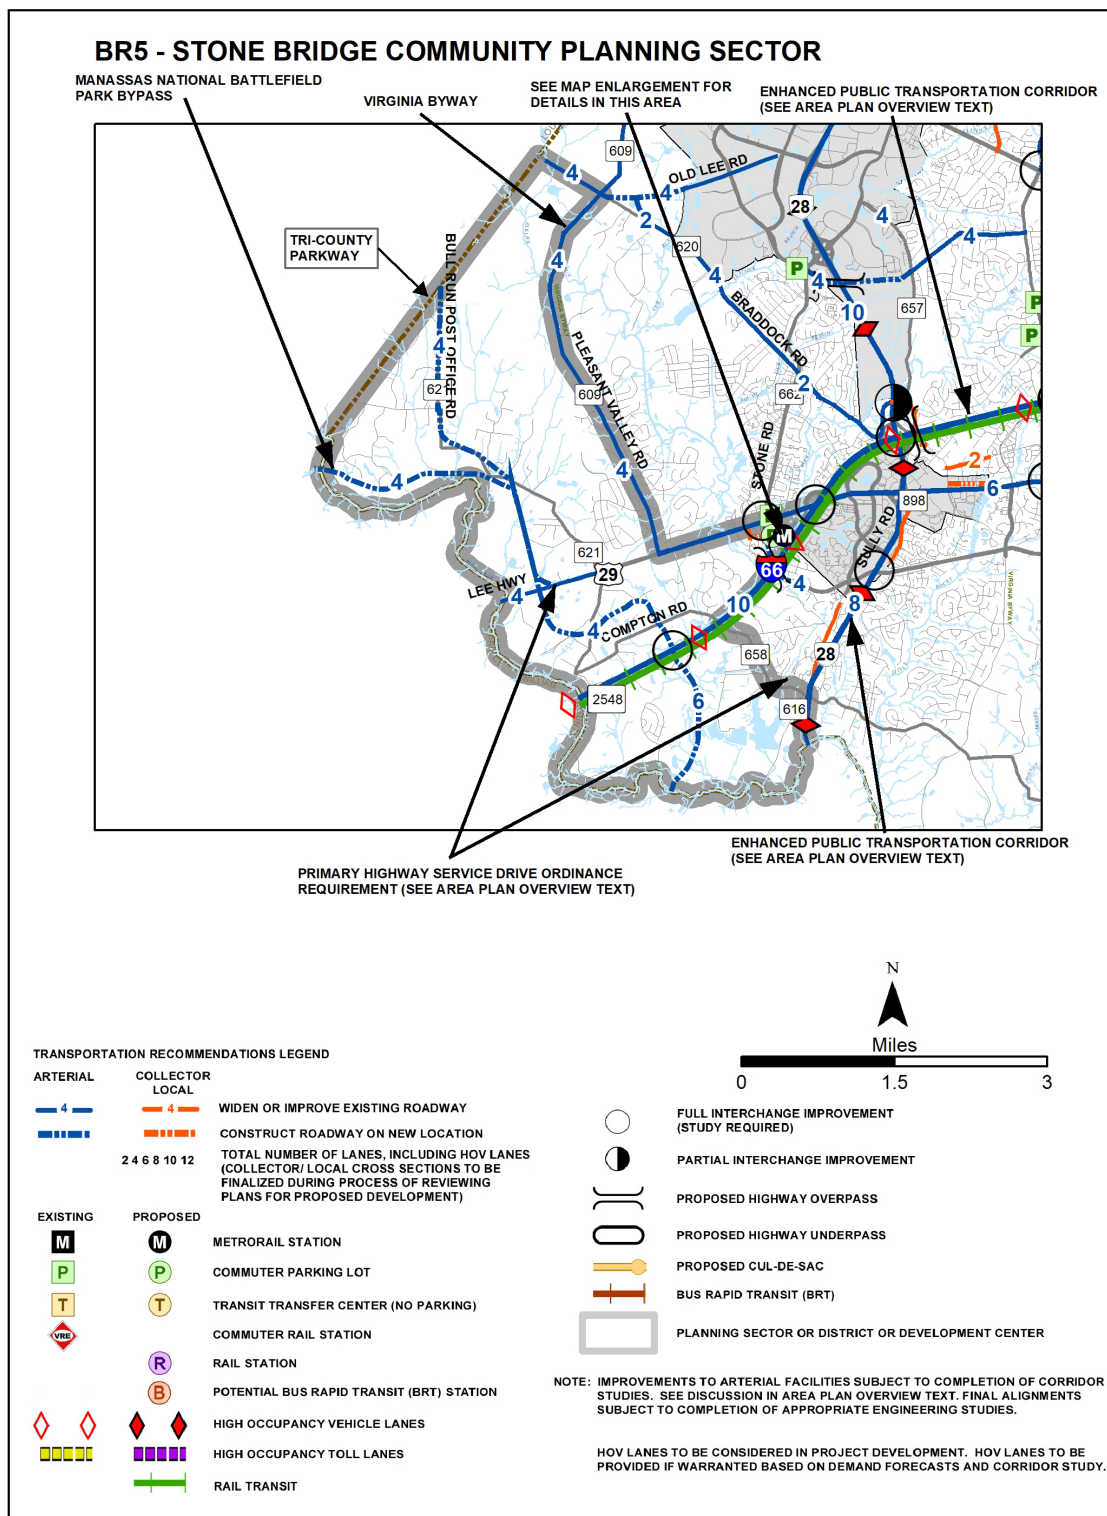 BR5 - STONE BRIDGE COMMUNITY PLANNING SECTOR
MANASSAS NATIONAL BATTLEFIELD
PARK BYPASS
VIRGINIA BYWAY
SEE MAP ENLARGEMENT FOR
DETAILS IN THIS AREA
ENHANCED PUBLIC TRANSPORTATION CORRIDOR
(SEE AREA PLAN OVERVIEW TEXT)
609
OLD LEE RD
4
4
2
28
4
620
4
TRI-COUNTY
PARKWAY
BULL RUN POST OFFICE RD
4
VIRGINIA BYWAY
4
P
4
BRADDOCK RD
10
657
P
P
4
621
PLEASANT VALLEY RD
609
662
2
STONE RD
4
4
2
6
898
SULLY RD
M
621
29
LEE HWY
4
66
4
10
8
COMPTON RD
4
VIRGINIA BYWAY
658
28
2548
6
616
ENHANCED PUBLIC TRANSPORTATION CORRIDOR
(SEE AREA PLAN OVERVIEW TEXT)
PRIMARY HIGHWAY SERVICE DRIVE ORDINANCE
REQUIREMENT (SEE AREA PLAN OVERVIEW TEXT)
N
Miles
0 1.5 3
TRANSPORTATION RECOMMENDATIONS LEGEND
ARTERIAL
COLLECTOR
LOCAL
4 4 WIDEN OR IMPROVE EXISTING ROADWAY
CONSTRUCT ROADWAY ON NEW LOCATION
2 4 6 8 10 12 TOTAL NUMBER OF LANES, INCLUDING HOV LANES
(COLLECTOR/ LOCAL CROSS SECTIONS TO BE
FINALIZED DURING PROCESS OF REVIEWING
PLANS FOR PROPOSED DEVELOPMENT)
EXISTING PROPOSED
M M METRORAIL STATION
P P COMMUTER PARKING LOT
T T TRANSIT TRANSFER CENTER (NO PARKING)
VRE COMMUTER RAIL STATION
R RAIL STATION
B POTENTIAL BUS RAPID TRANSIT (BRT) STATION
HIGH OCCUPANCY VEHICLE LANES
HIGH OCCUPANCY TOLL LANES
RAIL TRANSIT
FULL INTERCHANGE IMPROVEMENT
(STUDY REQUIRED)
PARTIAL INTERCHANGE IMPROVEMENT
PROPOSED HIGHWAY OVERPASS
PROPOSED HIGHWAY UNDERPASS
PROPOSED CUL-DE-SAC
BUS RAPID TRANSIT (BRT)
PLANNING SECTOR OR DISTRICT OR DEVELOPMENT CENTER
NOTE: IMPROVEMENTS TO ARTERIAL FACILITIES SUBJECT TO COMPLETION OF CORRIDOR
STUDIES. SEE DISCUSSION IN AREA PLAN OVERVIEW TEXT. FINAL ALIGNMENTS
SUBJECT TO COMPLETION OF APPROPRIATE ENGINEERING STUDIES.
HOV LANES TO BE CONSIDERED IN PROJECT DEVELOPMENT. HOV LANES TO BE
PROVIDED IF WARRANTED BASED ON DEMAND FORECASTS AND CORRIDOR STUDY.